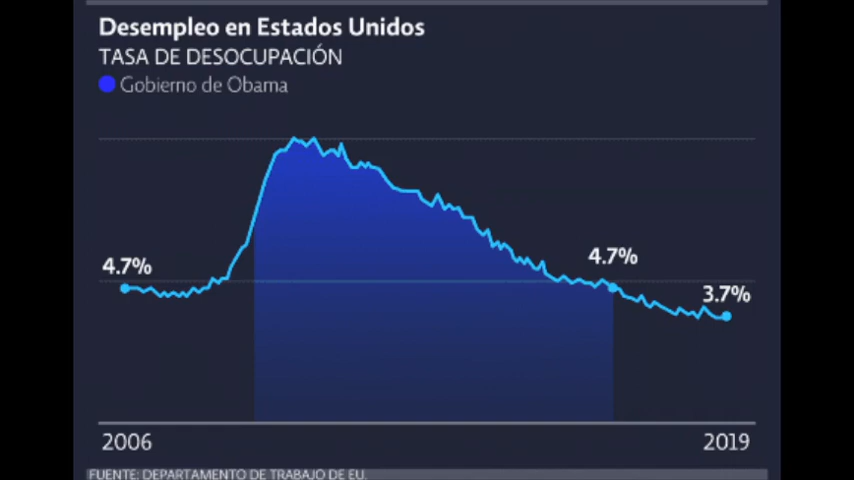 Desempleo en Estados Unidos
TASA DE DESOCUPACIÓN
Gobierno de Obama
4.7%
4.7%
3.7%
2006
2019
FUENTE: DEPARTAMENTO DE TRABAJO DE EU.